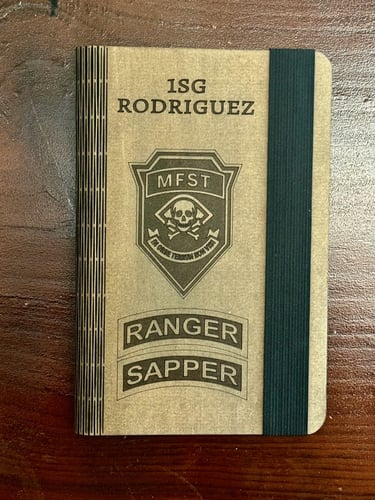 1SG
RODRIGUEZ
MFST
RANGER
SAPPER